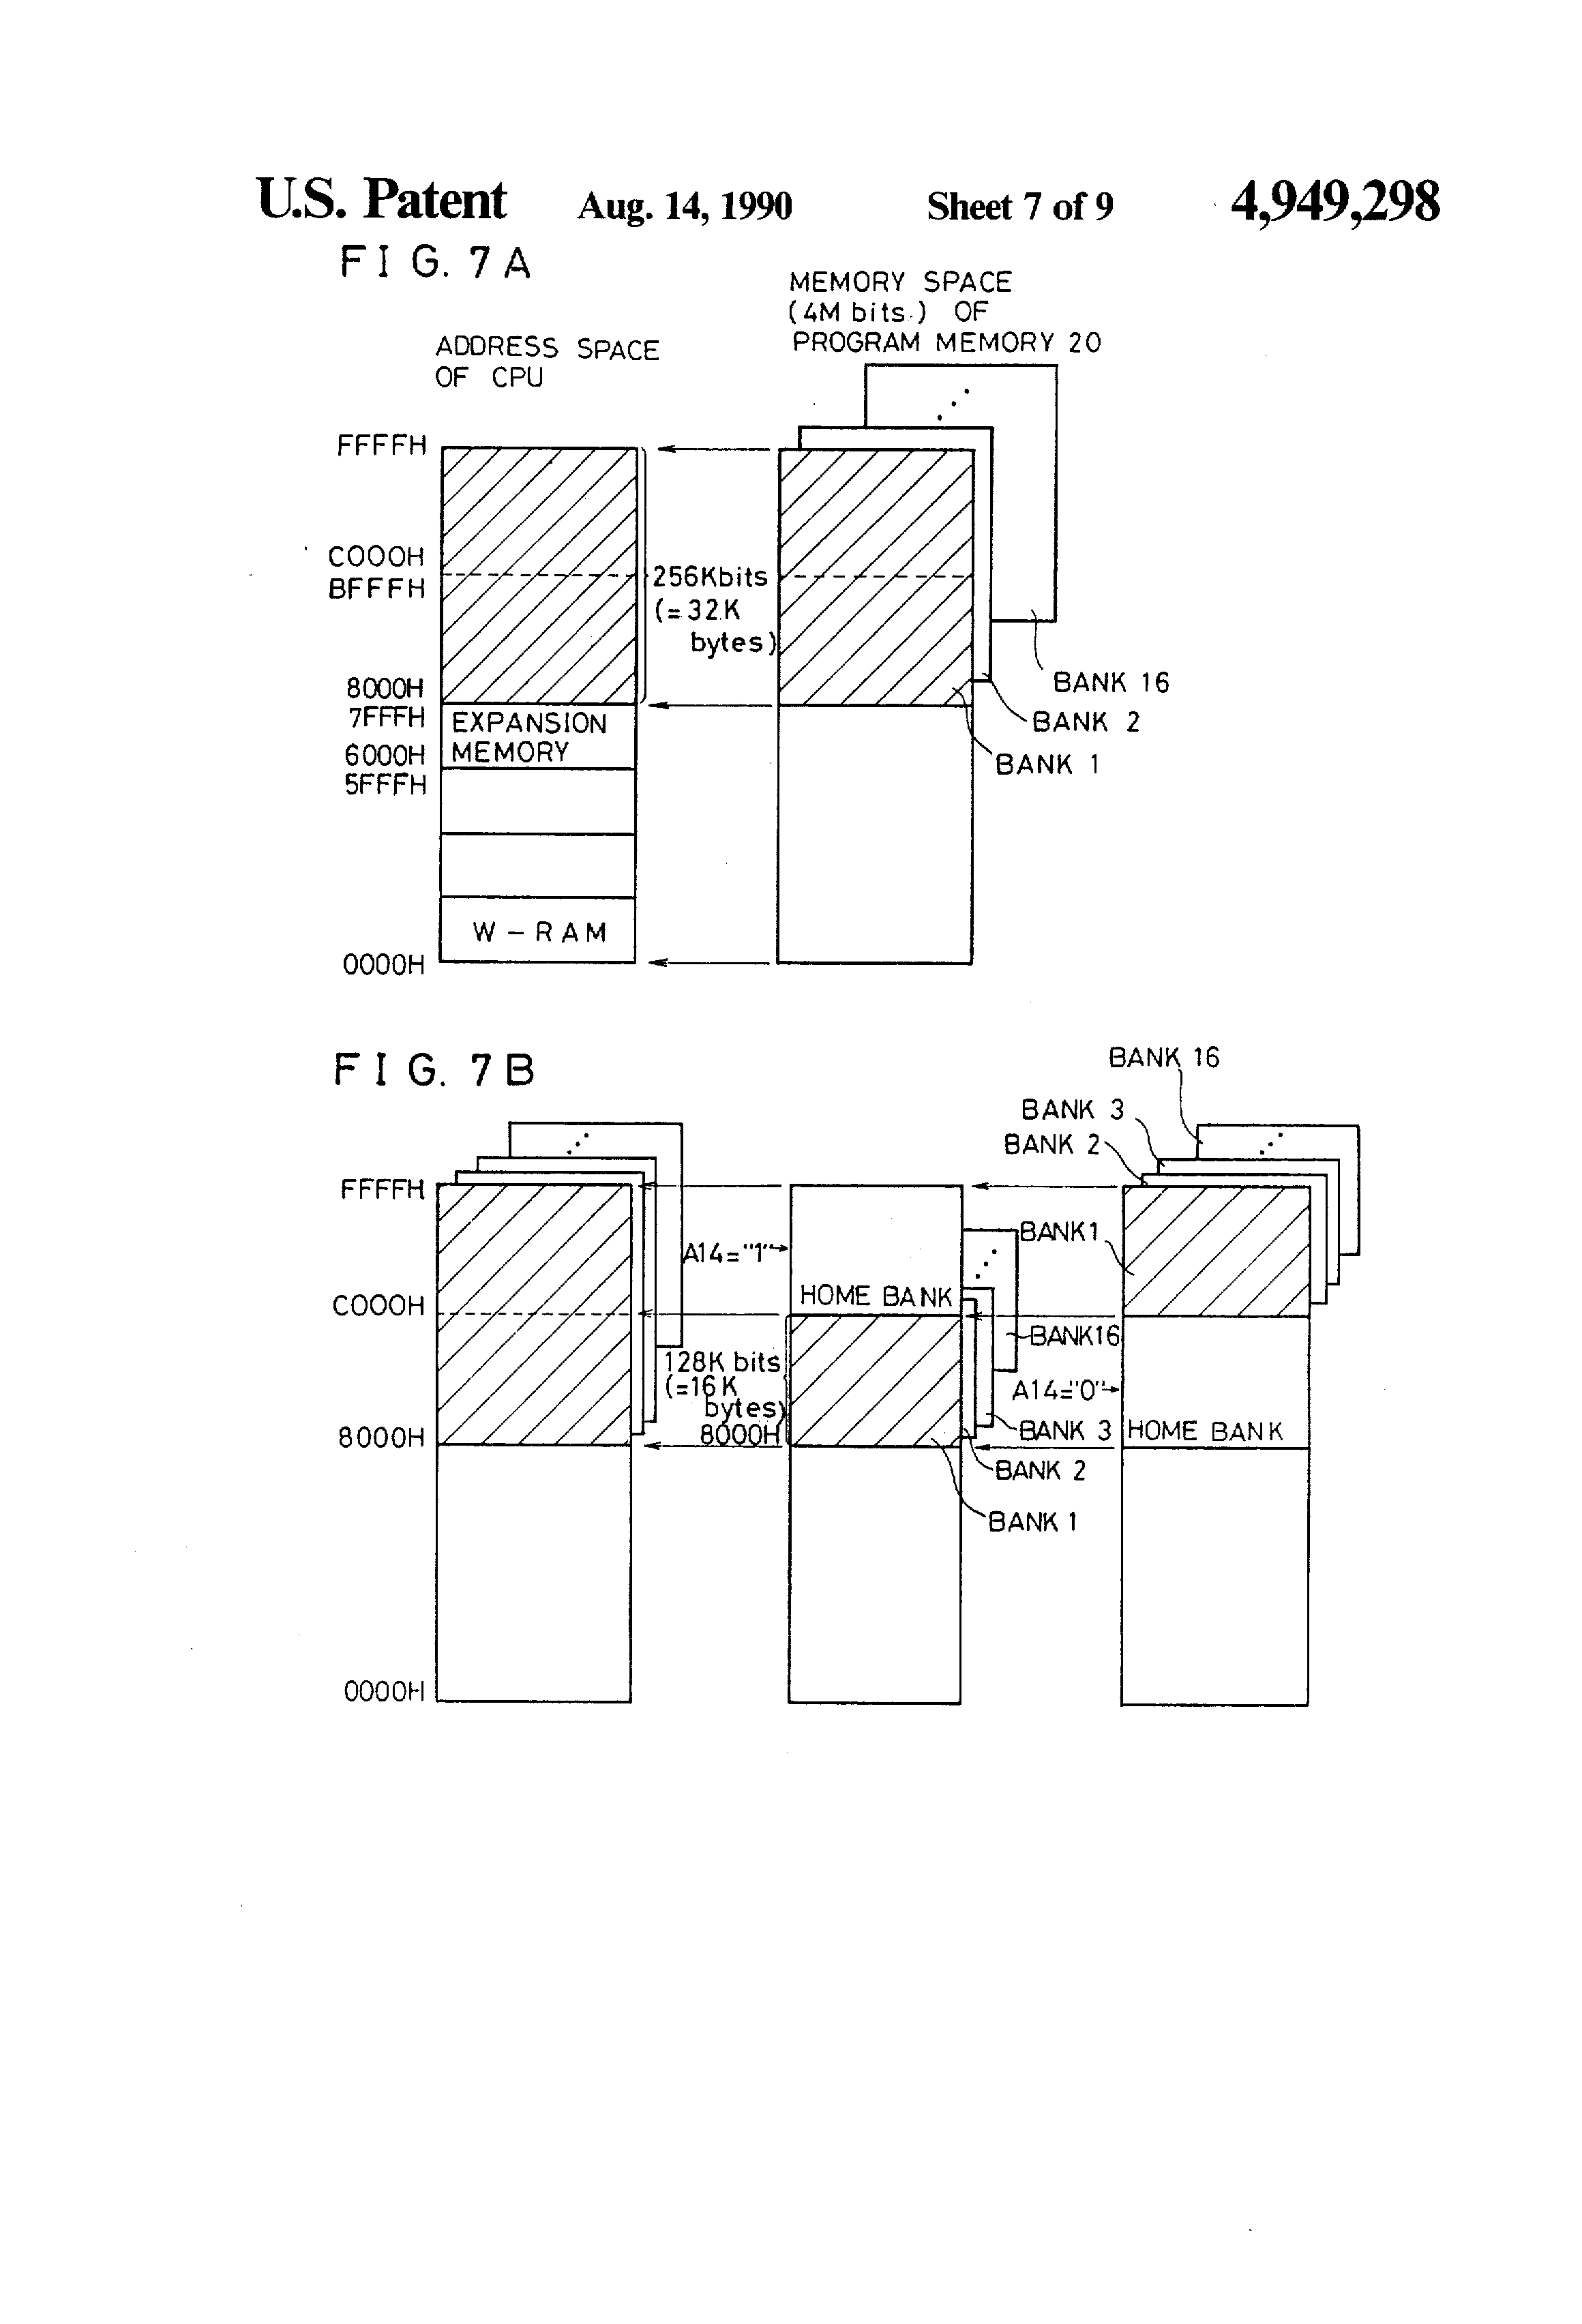 U.S. Patent Aug. 14, 1990 Sheet 7 of 9 4,949,298
FIG. 7A
MEMORY SPACE
(4M bits.) OF
PROGRAM MEMORY 20
ADDRESS SPACE
OF CPU
FFFFH
C000H
BFFFH
256Kbits
(=32K
bytes)
8000H
7FFFH
EXPANSION
MEMORY
6000H
5FFFH
W-RAM
0000H
BANK 16
BANK 2
BANK 1
FIG. 7B
BANK 16
BANK 3
BANK 2
FFFFH
A14="1"
BANK1
HOME BANK
C000H
BANK16
128K bits
(=16K
bytes)
8000H
A14="0"
8000H
BANK 3
HOME BANK
BANK 2
BANK 1
0000H